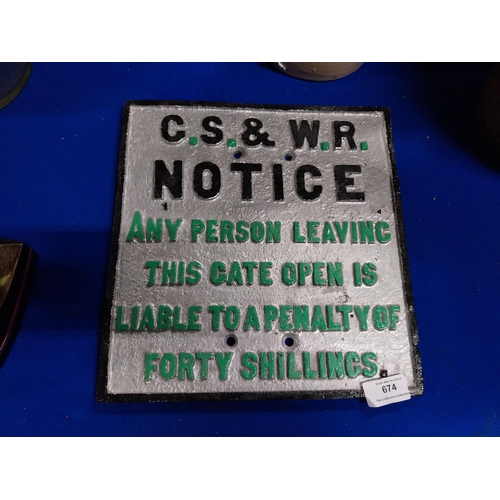 C.S.& W.R.
NOTICE
ANY PERSON LEAVING
THIS GATE OPEN IS
LIABLE TO A PENALTY OF
FORTY SHILLINGS.
674